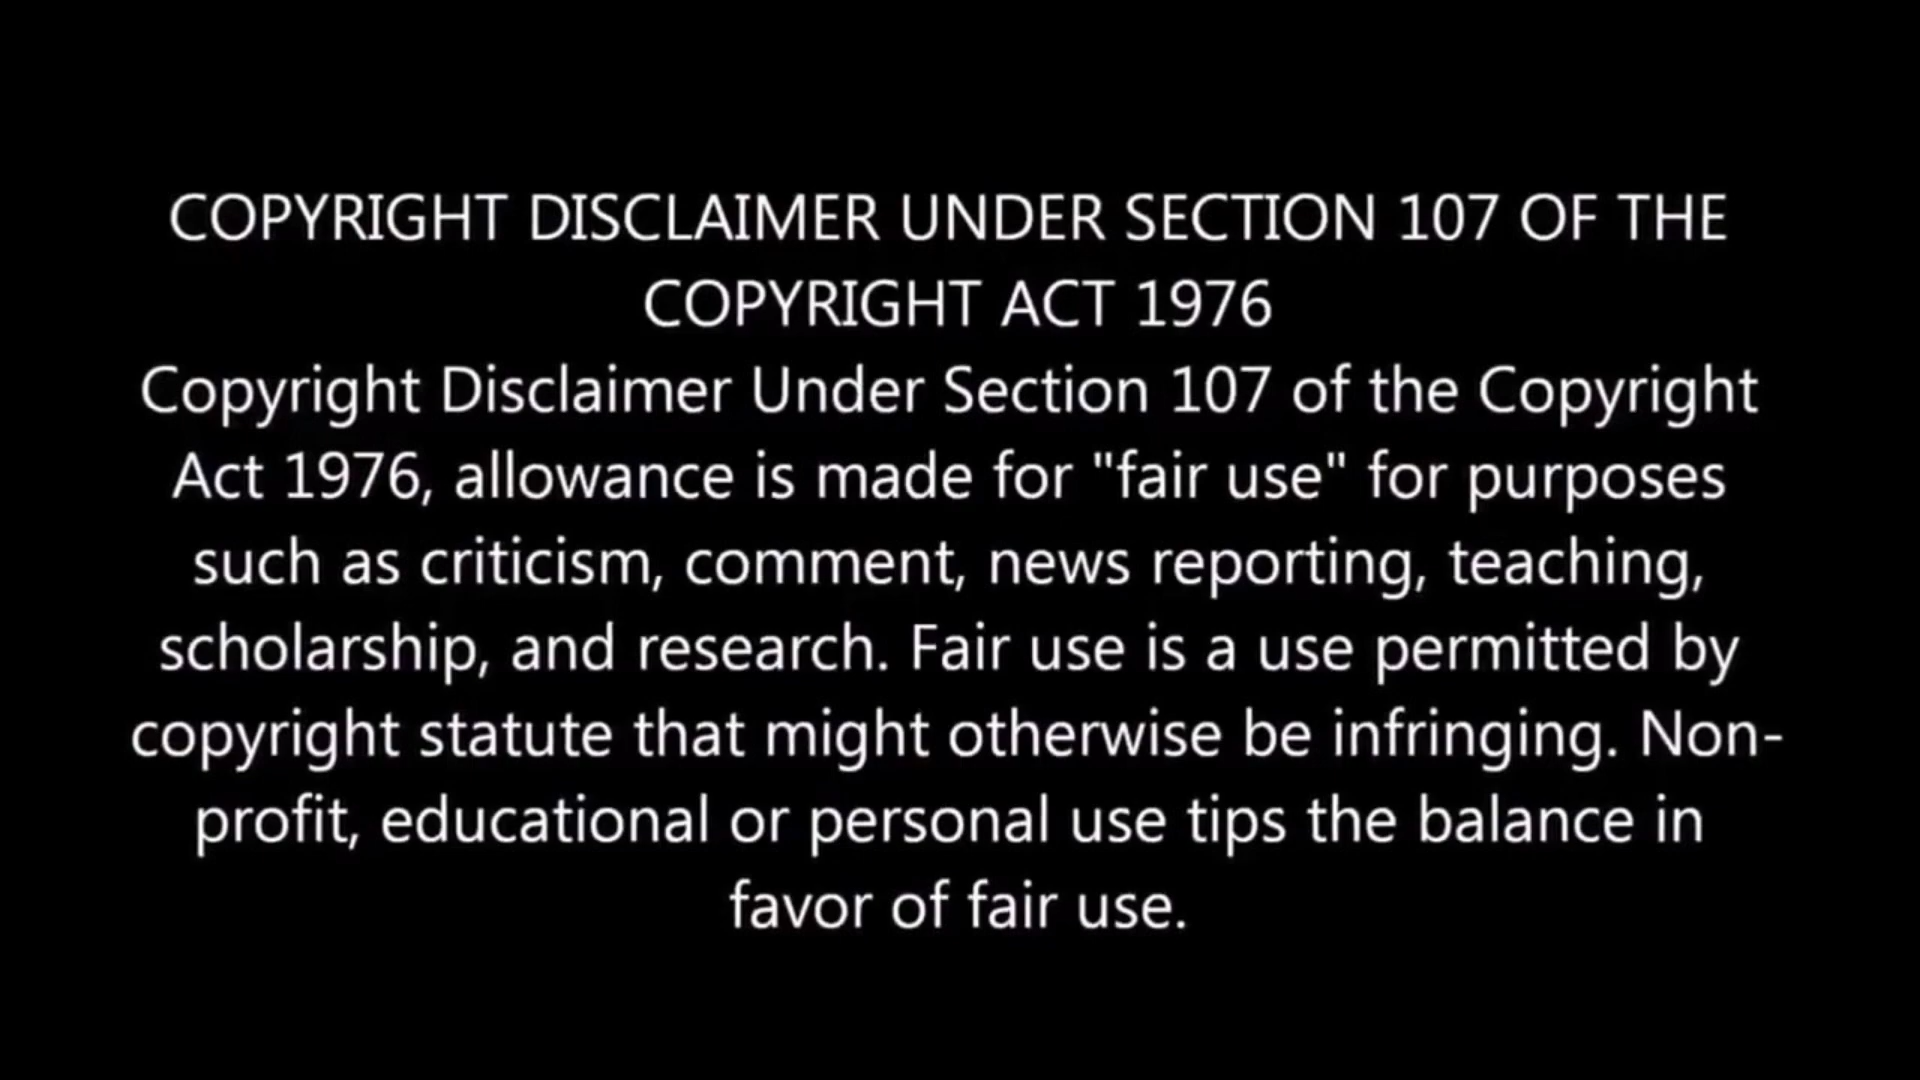 COPYRIGHT DISCLAIMER UNDER SECTION 107 OF THE
COPYRIGHT ACT 1976
Copyright Disclaimer Under Section 107 of the Copyright
Act 1976, allowance is made for "fair use" for purposes
such as criticism, comment, news reporting, teaching,
scholarship, and research. Fair use is a use permitted by
copyright statute that might otherwise be infringing. Non-
profit, educational or personal use tips the balance in
favor of fair use.